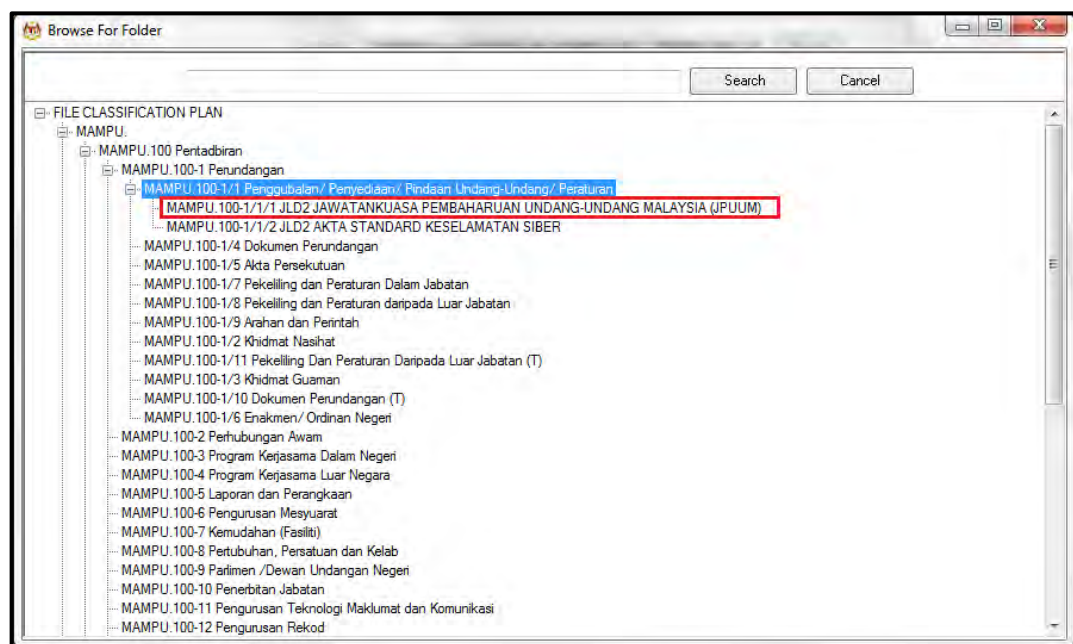 Browse For Folder
Search Cancel
FILE CLASSIFICATION PLAN
MAMPU.
MAMPU.100 Pentadbiran
MAMPU.100-1 Perundangan
MAMPU.100-1/1 Penggubalan/ Penyediaan/ Pindaan Undang-Undang/ Peraturan
MAMPU.100-1/1/1 JLD2 JAWATANKUASA PEMBAHARUAN UNDANG-UNDANG MALAYSIA (JPUUM)
MAMPU.100-1/1/2 JLD2 AKTA STANDARD KESELAMATAN SIBER
MAMPU.100-1/4 Dokumen Perundangan
MAMPU.100-1/5 Akta Persekutuan
MAMPU.100-1/7 Pekeliling dan Peraturan Dalam Jabatan
MAMPU.100-1/8 Pekeliling dan Peraturan daripada Luar Jabatan
MAMPU.100-1/9 Arahan dan Perintah
MAMPU.100-1/2 Khidmat Nasihat
MAMPU.100-1/11 Pekeliling Dan Peraturan Daripada Luar Jabatan (T)
MAMPU.100-1/3 Khidmat Guaman
MAMPU.100-1/10 Dokumen Perundangan (T)
MAMPU.100-1/6 Enakmen/ Ordinan Negeri
MAMPU.100-2 Perhubungan Awam
MAMPU.100-3 Program Kerjasama Dalam Negeri
MAMPU.100-4 Program Kerjasama Luar Negara
MAMPU.100-5 Laporan dan Perangkaan
MAMPU.100-6 Pengurusan Mesyuarat
MAMPU.100-7 Kemudahan (Fasiliti)
MAMPU.100-8 Pertubuhan, Persatuan dan Kelab
MAMPU.100-9 Parlimen /Dewan Undangan Negeri
MAMPU.100-10 Penerbitan Jabatan
MAMPU.100-11 Pengurusan Teknologi Maklumat dan Komunikasi
MAMPU.100-12 Pengurusan Rekod